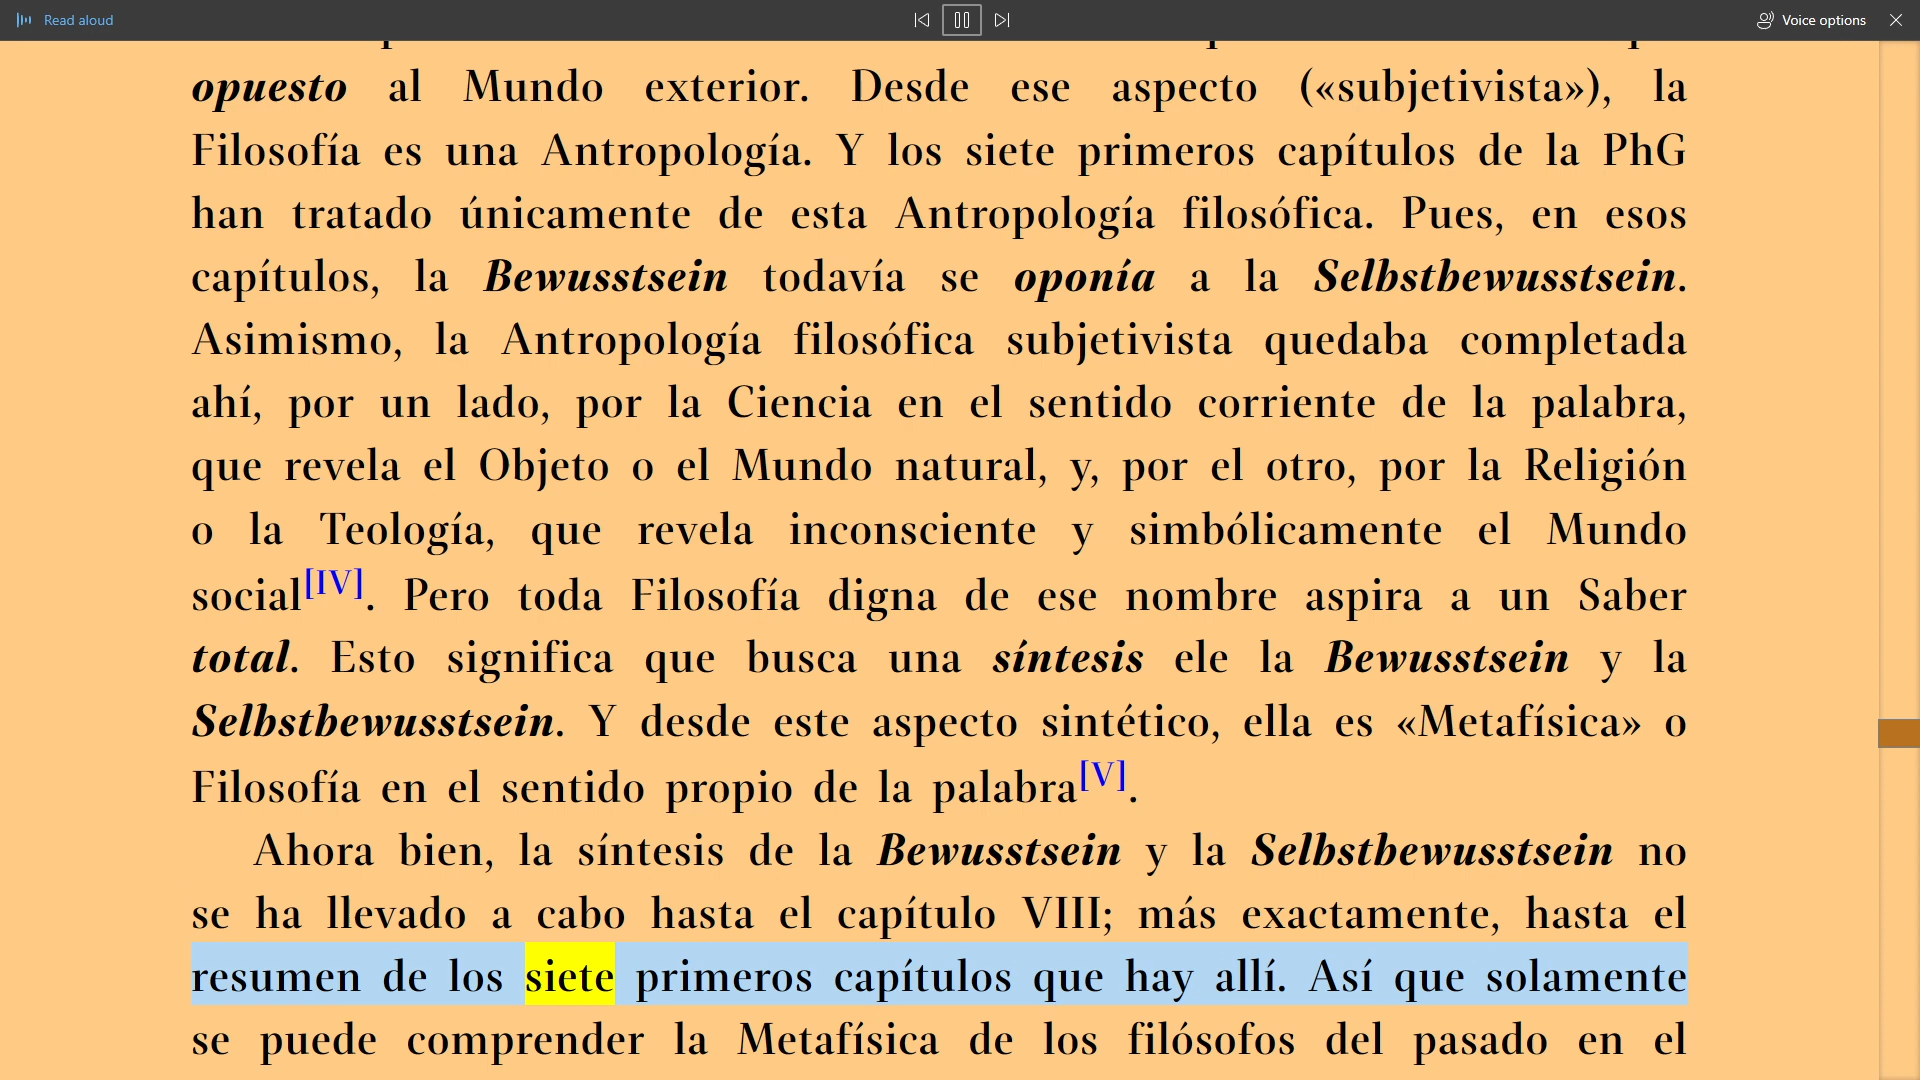 Read aloud
Voice options
opuesto al Mundo exterior. Desde ese aspecto («subjetivista»), la
Filosofía es una Antropología. Y los siete primeros capítulos de la PhG
han tratado únicamente de esta Antropología filosófica. Pues, en esos
capítulos, la Bewusstsein todavía se oponía a la Selbstbewusstsein.
Asimismo, la Antropología filosófica subjetivista quedaba completada
ahí, por un lado, por la Ciencia en el sentido corriente de la palabra,
que revela el Objeto o el Mundo natural, y, por el otro, por la Religión
o la Teología, que revela inconsciente y simbólicamente el Mundo
social[IV]. Pero toda Filosofía digna de ese nombre aspira a un Saber
total. Esto significa que busca una síntesis ele la Bewusstsein y la
Selbstbewusstsein. Y desde este aspecto sintético, ella es «Metafísica» o
Filosofía en el sentido propio de la palabra[V].
Ahora bien, la síntesis de la Bewusstsein y la Selbstbewusstsein no
se ha llevado a cabo hasta el capítulo VIII; más exactamente, hasta el
resumen de los siete primeros capítulos que hay allí. Así que solamente
se puede comprender la Metafísica de los filósofos del pasado en el